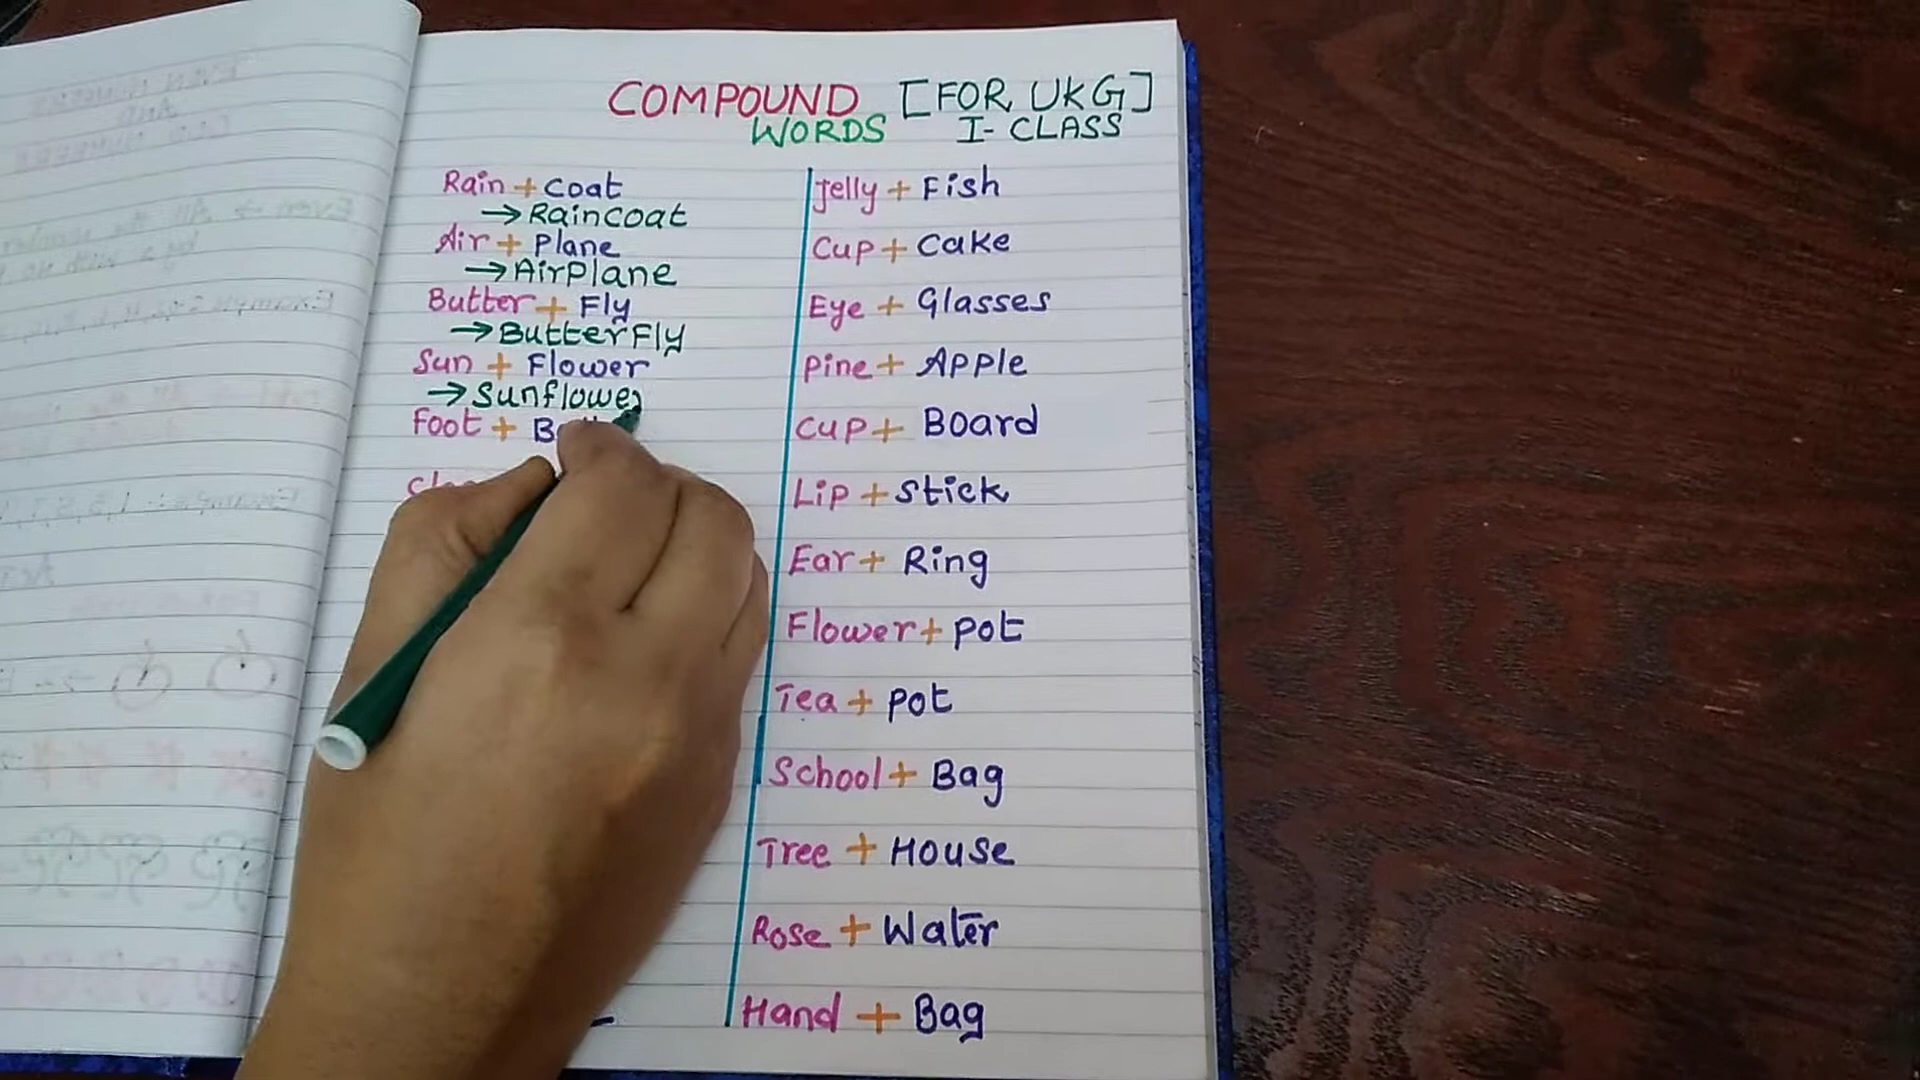 COMPOUND [FOR UKG]
WORDS I- CLASS
Rain + Coat
→ Raincoat
Air + Plane
→ AirPlane
Butter + Fly
→ ButterFly
Sun + Flower
→ Sunflower
Foot +
Jelly + Fish
Cup + Cake
Eye + Glasses
Pine + Apple
Cup + Board
Lip + Stick
Ear + Ring
Flower + Pot
Tea + Pot
School + Bag
Tree + House
Rose + Water
Hand + Bag